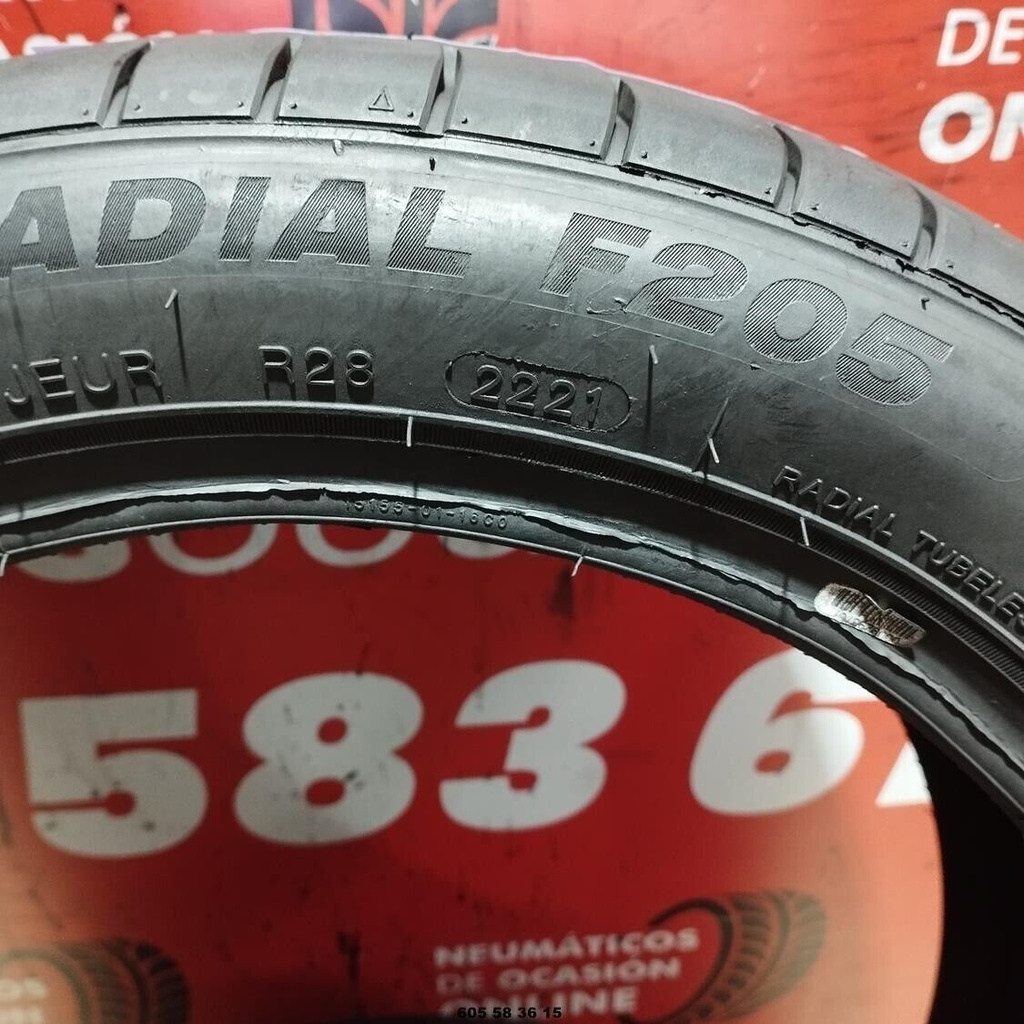 DE
ON
ADIAL F205
JEUR R28 2221
RADIAL TUBELES
583 6
NEUMÁTICOS
DE OCASIÓN
ONLINE
605 58 36 15